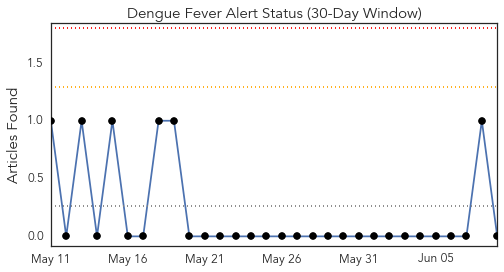 Dengue Fever Alert Status (30-Day Window)
Articles Found
1.5
1.0
0.5
0.0
May 11
May 16
May 21
May 26
May 31
Jun 05